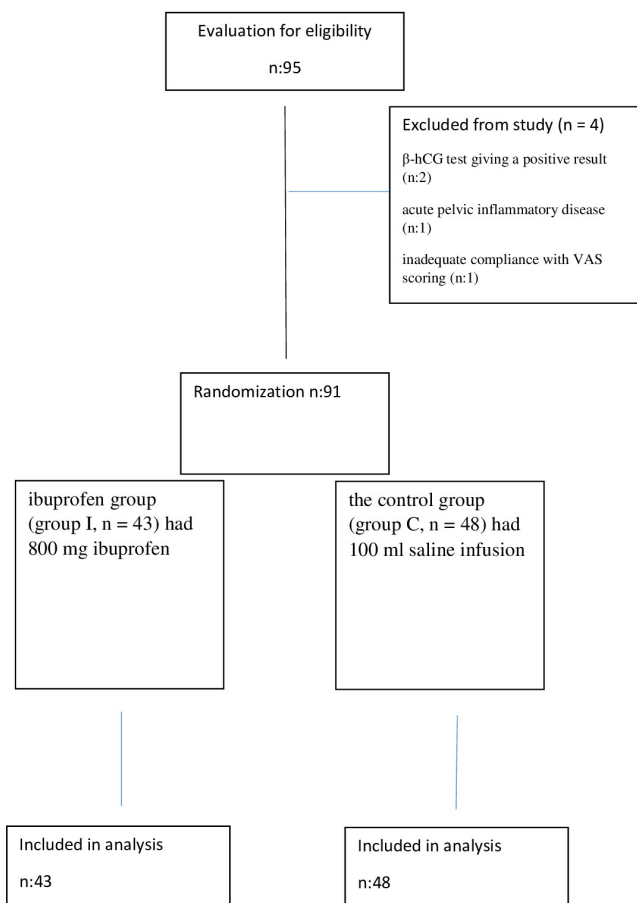 Evaluation for eligibility
n:95
Excluded from study (n = 4)
β-hCG test giving a positive result
(n:2)
acute pelvic inflammatory disease
(n:1)
inadequate compliance with VAS
scoring (n:1)
Randomization n:91
ibuprofen group
(group I, n = 43) had
800 mg ibuprofen
the control group
(group C, n = 48) had
100 ml saline infusion
Included in analysis
n:43
Included in analysis
n:48